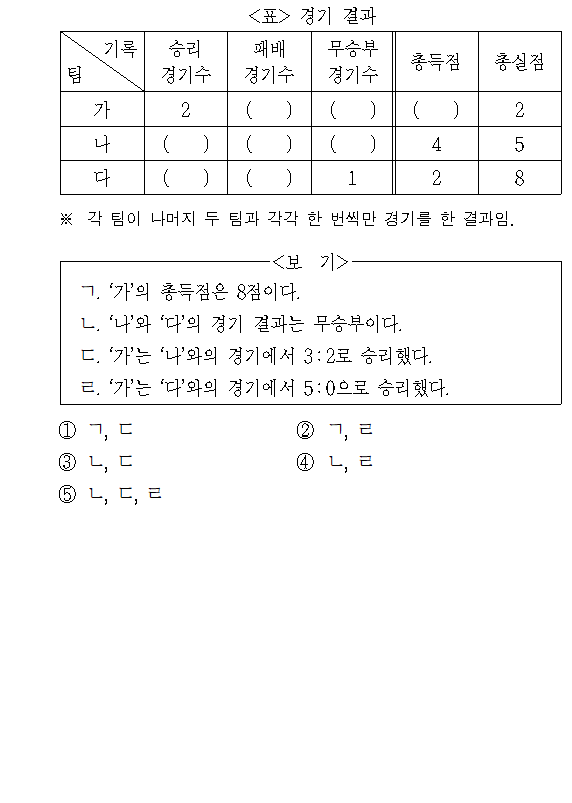 <표> 경기 결과
기록 팀 승리 경기수 패배 경기수 무승부 경기수 총득점 총실점
가 2 ( ) ( ) ( ) 2
나 ( ) ( ) ( ) 4 5
다 ( ) ( ) 1 2 8
※ 각 팀이 나머지 두 팀과 각각 한 번씩만 경기를 한 결과임.
<보 기>
ㄱ. ‘가’의 총득점은 8점이다.
ㄴ. ‘나’와 ‘다’의 경기 결과는 무승부이다.
ㄷ. ‘가’는 ‘나’와의 경기에서 3:2로 승리했다.
ㄹ. ‘가’는 ‘다’와의 경기에서 5:0으로 승리했다.
① ㄱ, ㄷ ② ㄱ, ㄹ
③ ㄴ, ㄷ ④ ㄴ, ㄹ
⑤ ㄴ, ㄷ, ㄹ